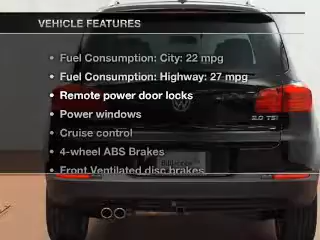 VEHICLE FEATURES
• Fuel Consumption: City: 22 mpg
• Fuel Consumption: Highway: 27 mpg
• Remote power door locks
• Power windows
2.0 TSI
• Cruise control
• 4-wheel ABS Brakes
• Front Ventilated disc brakes